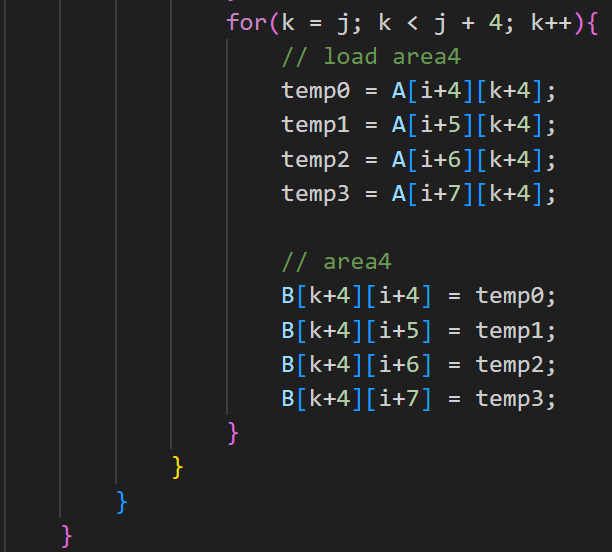 for(k = j; k < j + 4; k++){
// load area4
temp0 = A[i+4][k+4];
temp1 = A[i+5][k+4];
temp2 = A[i+6][k+4];
temp3 = A[i+7][k+4];
// area4
B[k+4][i+4] = temp0;
B[k+4][i+5] = temp1;
B[k+4][i+6] = temp2;
B[k+4][i+7] = temp3;
}
}
}
}